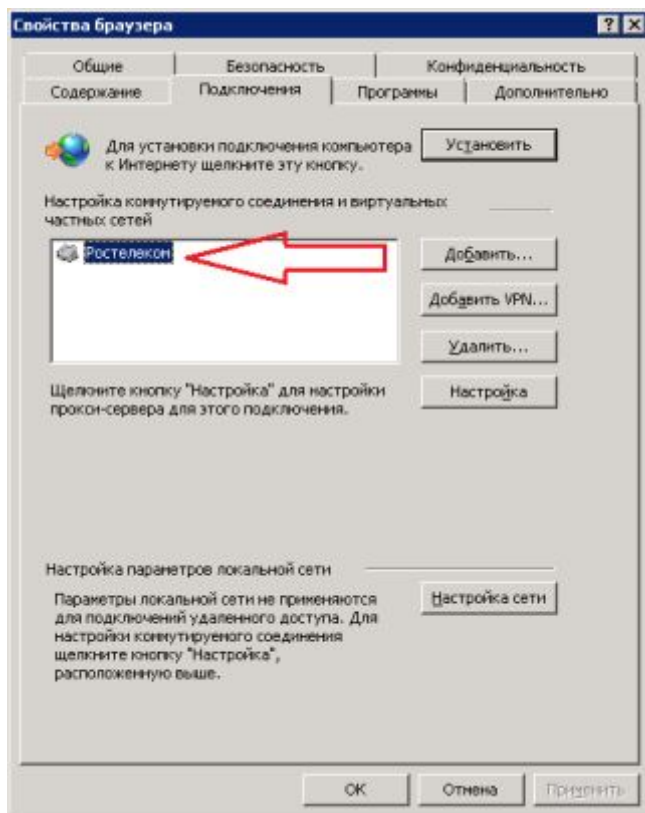 Свойства браузера
Общие Безопасность Конфиденциальность
Содержание Подключения Программы Дополнительно
Для установки подключения компьютера Установить
к Интернету щелкните эту кнопку.
Настройка коммутируемого соединения и виртуальных
частных сетей
Ростелеком Добавить...
Добавить VPN...
Удалить...
Щелкните кнопку "Настройка" для настройки Настройка
прокси-сервера для этого подключения.
Настройка параметров локальной сети
Параметры локальной сети не применяются Настройка сети
для подключений удаленного доступа. Для
настройки коммутируемого соединения
щелкните кнопку "Настройка",
расположенную выше.
ОК Отмена Применить